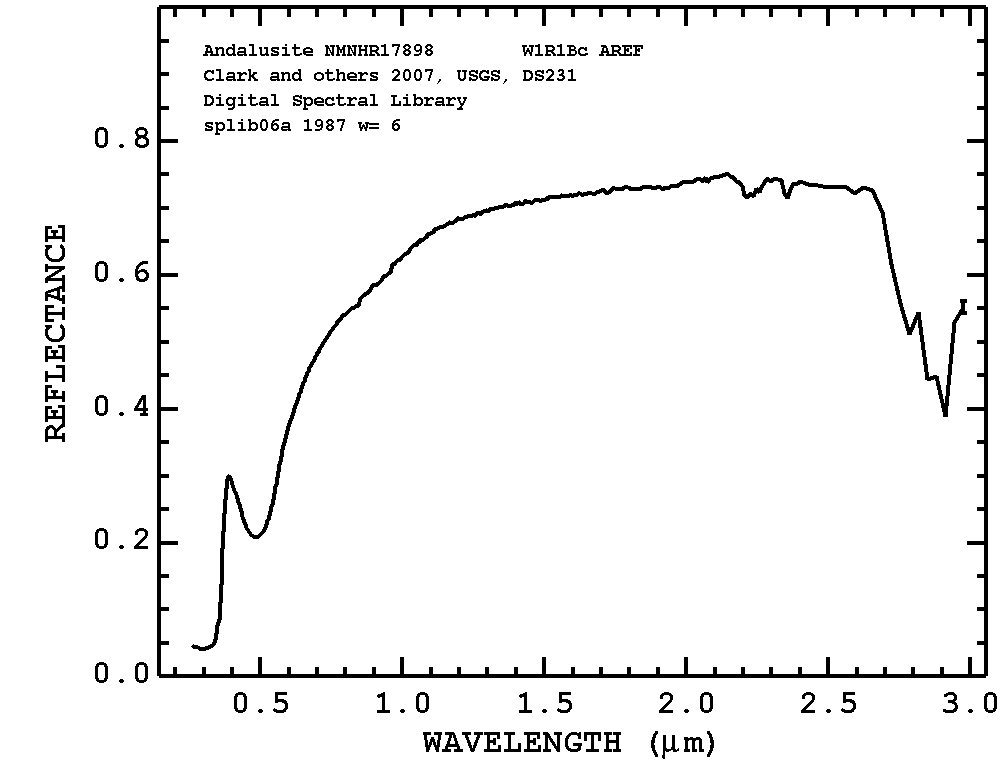 Andalusite NMNHR17898 W1R1Bc AREF
Clark and others 2007, USGS, DS231
Digital Spectral Library
splib06a 1987 w= 6
0.8
0.6
0.4
0.2
0.0
REFLECTANCE
0.5 1.0 1.5 2.0 2.5 3.0
WAVELENGTH (μm)